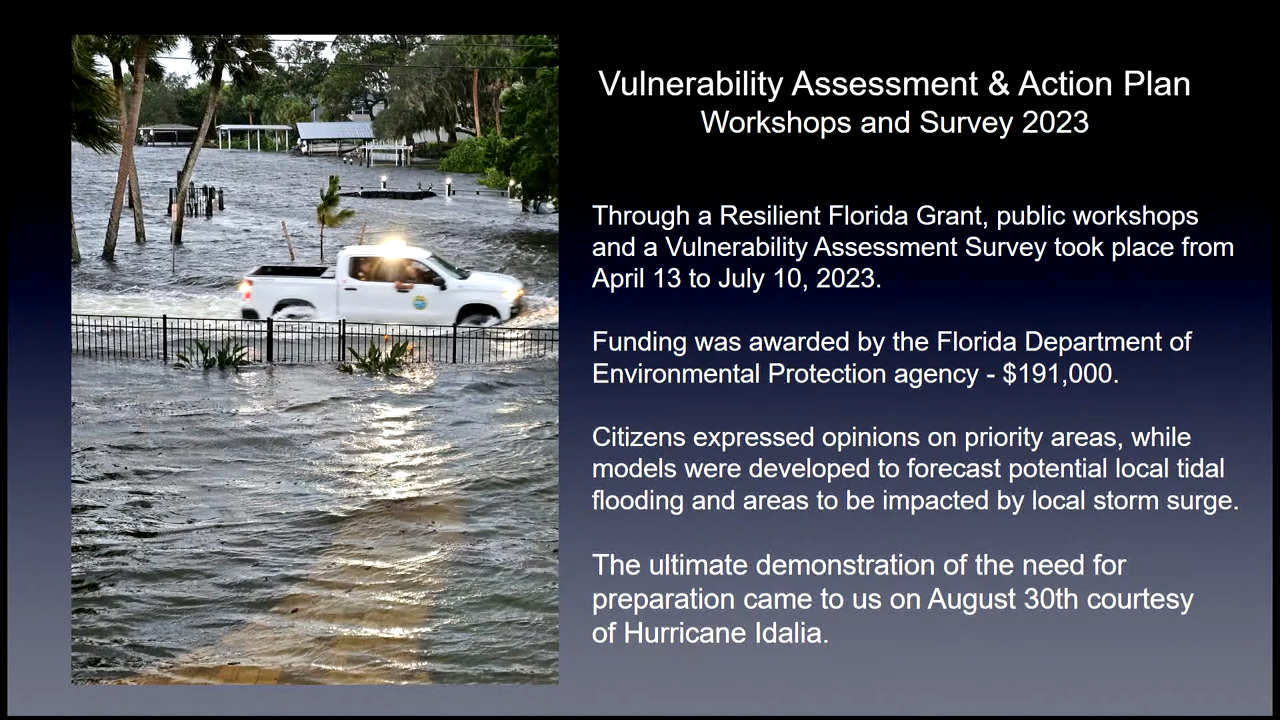 Vulnerability Assessment & Action Plan
Workshops and Survey 2023
Through a Resilient Florida Grant, public workshops
and a Vulnerability Assessment Survey took place from
April 13 to July 10, 2023.
Funding was awarded by the Florida Department of
Environmental Protection agency - $191,000.
Citizens expressed opinions on priority areas, while
models were developed to forecast potential local tidal
flooding and areas to be impacted by local storm surge.
The ultimate demonstration of the need for
preparation came to us on August 30th courtesy
of Hurricane Idalia.